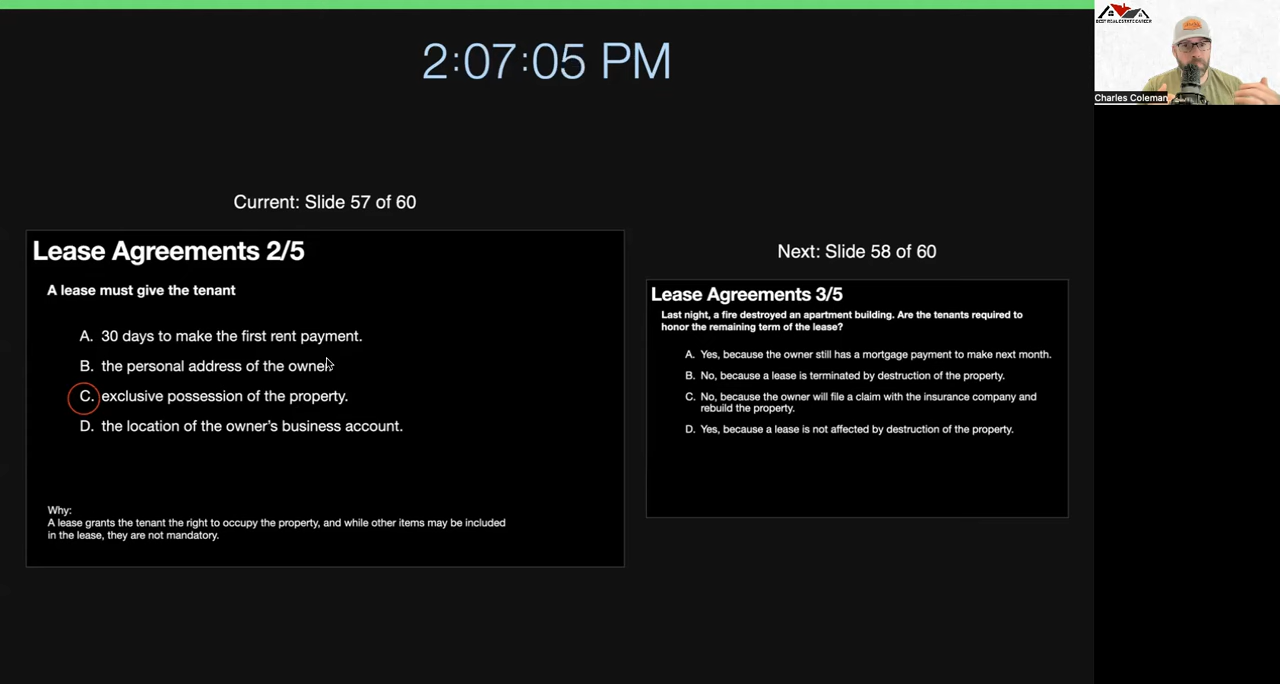 2:07:05 PM
BEST REAL ESTATE CAREER
Charles Coleman
Current: Slide 57 of 60
Lease Agreements 2/5
A lease must give the tenant
A. 30 days to make the first rent payment.
B. the personal address of the owner.
C. exclusive possession of the property.
D. the location of the owner's business account.
Why:
A lease grants the tenant the right to occupy the property, and while other items may be included
in the lease, they are not mandatory.
Next: Slide 58 of 60
Lease Agreements 3/5
Last night, a fire destroyed an apartment building. Are the tenants required to
honor the remaining term of the lease?
A. Yes, because the owner still has a mortgage payment to make next month.
B. No, because a lease is terminated by destruction of the property.
C. No, because the owner will file a claim with the insurance company and
rebuild the property.
D. Yes, because a lease is not affected by destruction of the property.